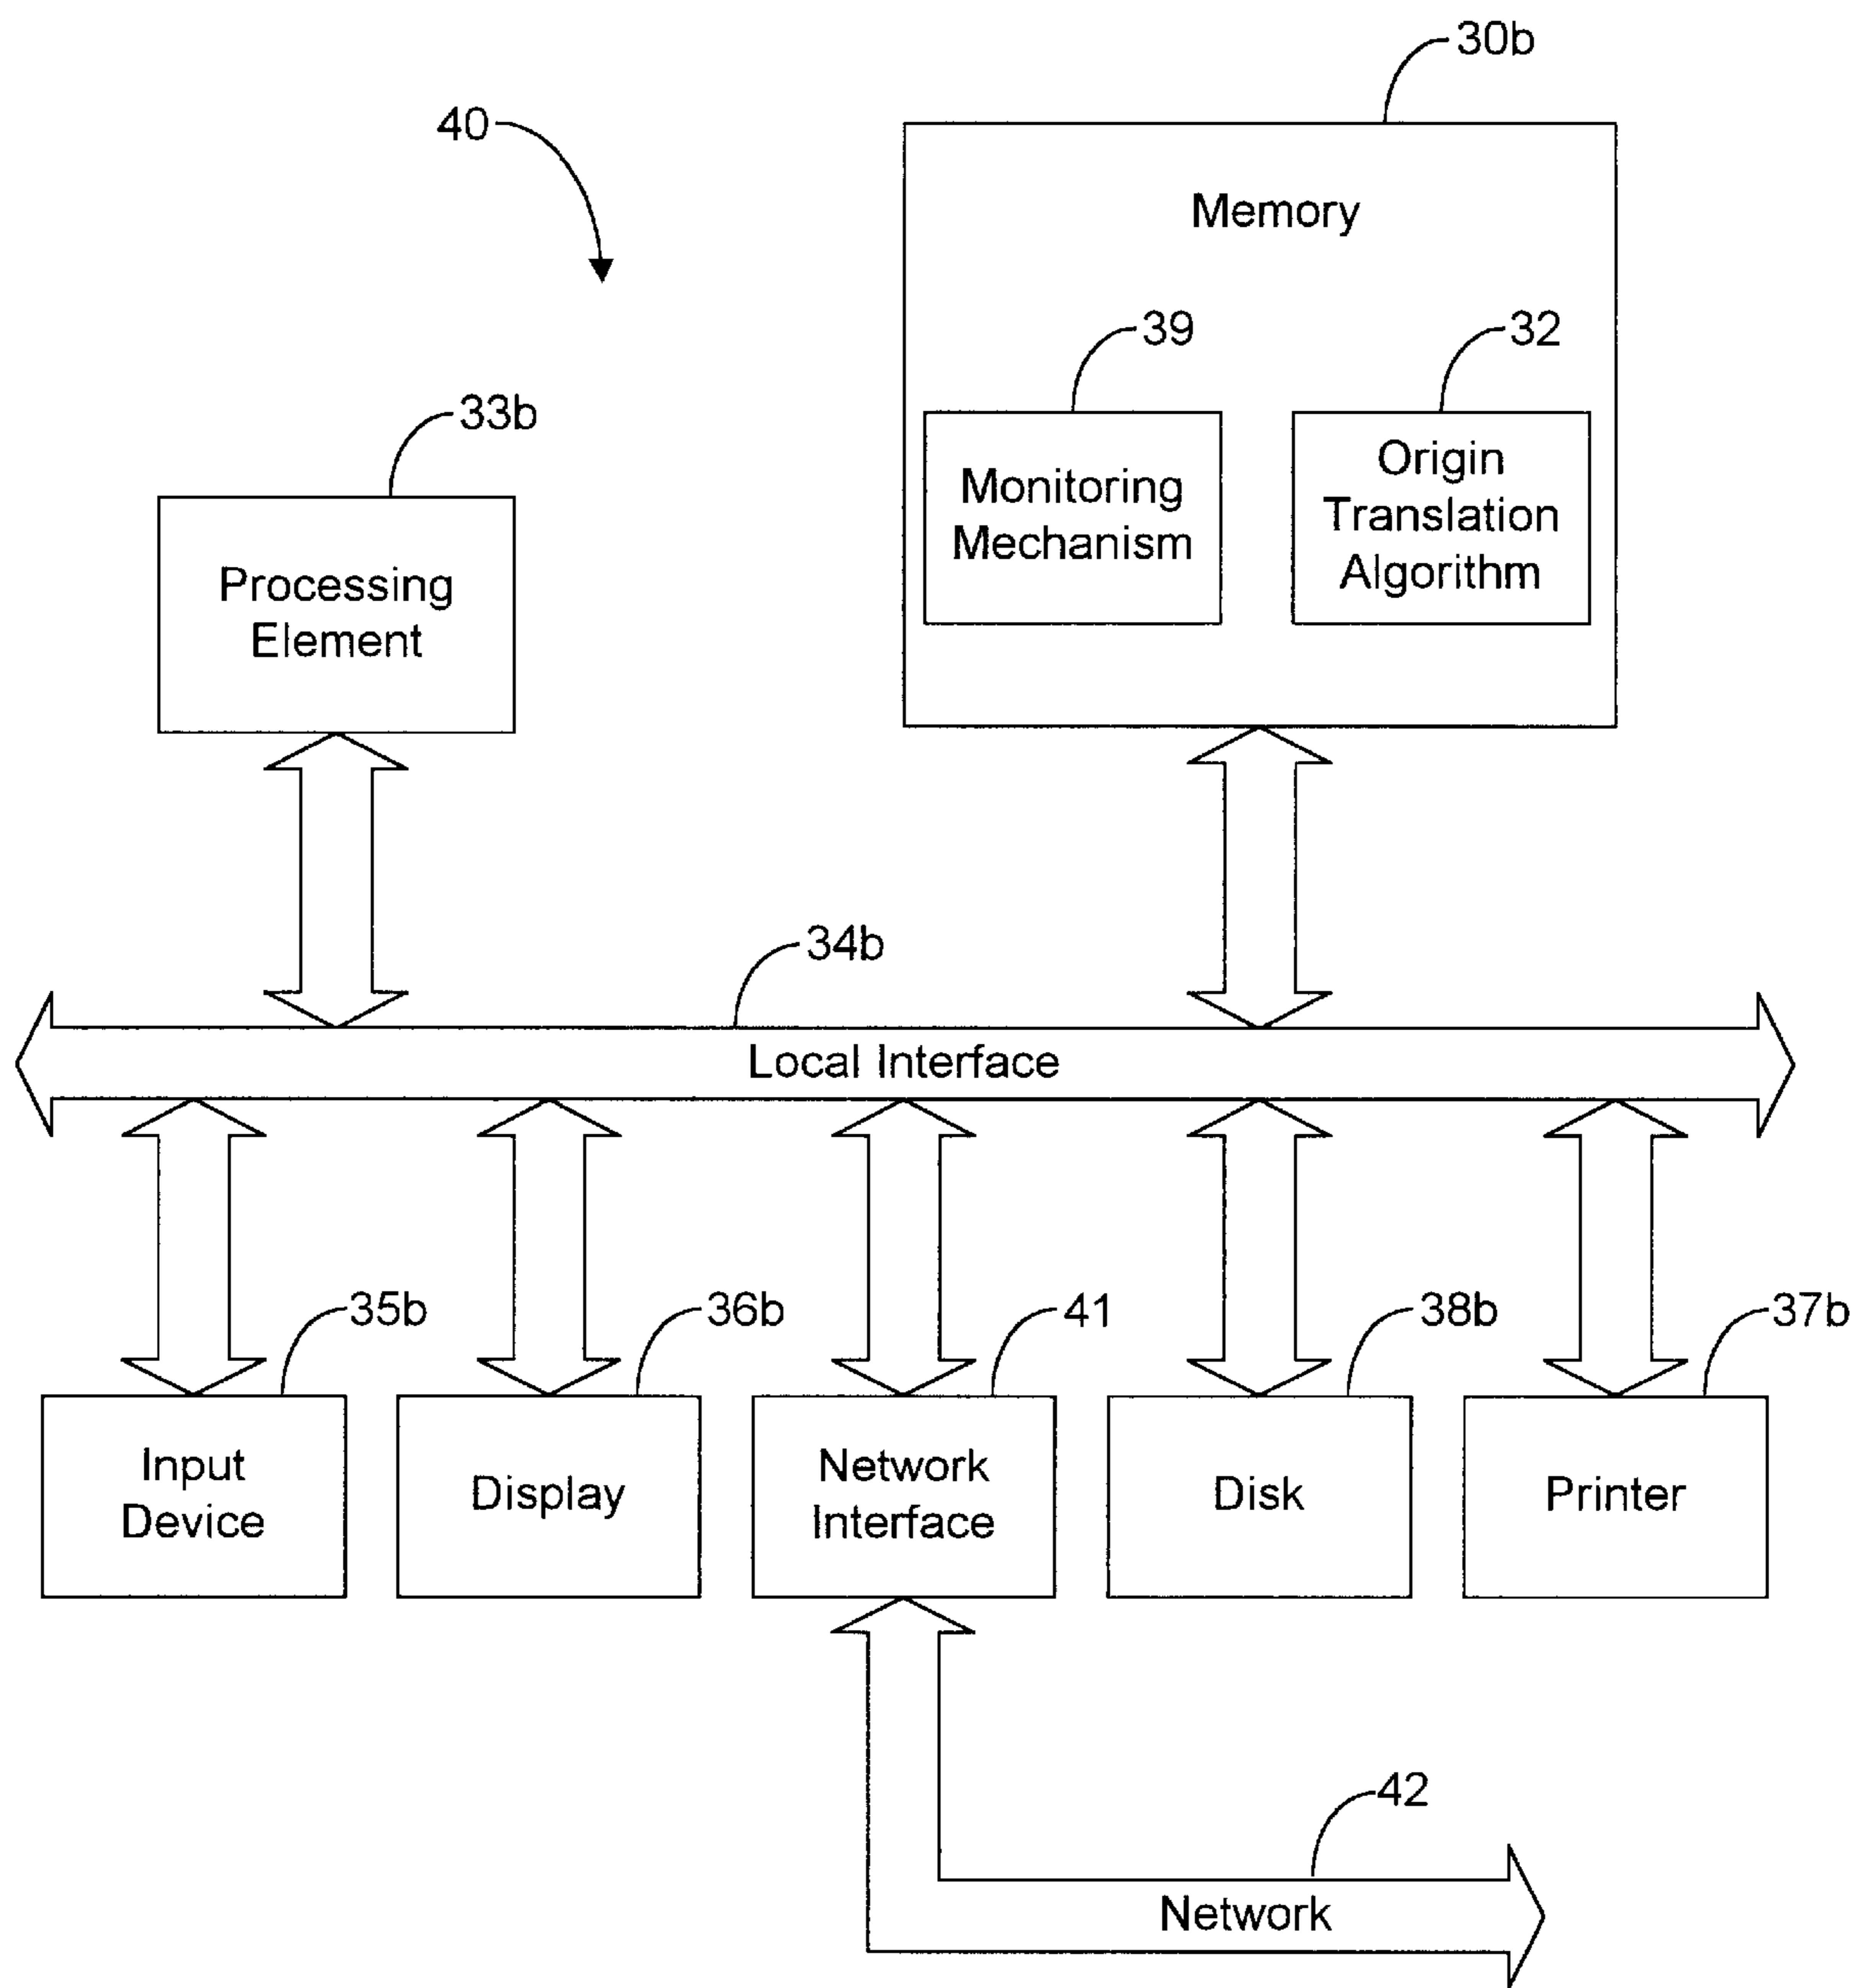 30b
40
Memory
39
32
33b
Monitoring
Mechanism
Origin
Translation
Algorithm
Processing
Element
34b
Local Interface
35b
36b
41
38b
37b
Input
Device
Display
Network
Interface
Disk
Printer
42
Network